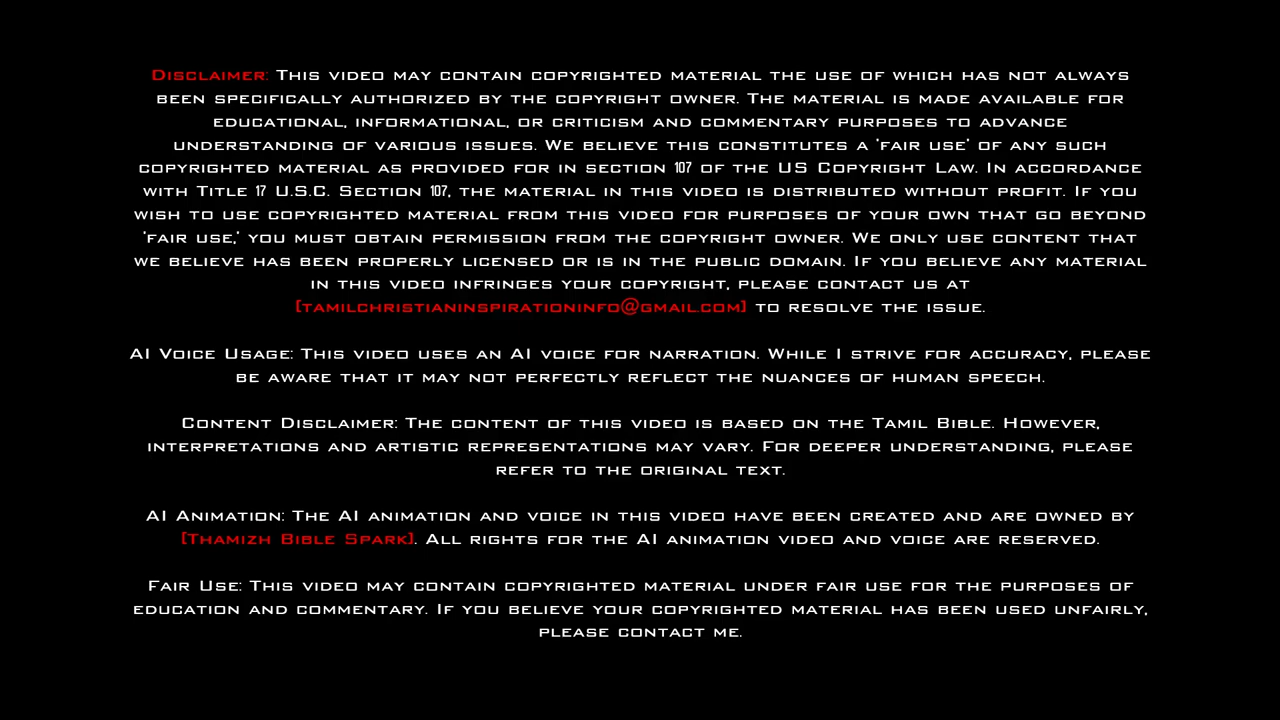 Disclaimer: This video may contain copyrighted material the use of which has not always
been specifically authorized by the copyright owner. The material is made available for
educational, informational, or criticism and commentary purposes to advance
understanding of various issues. We believe this constitutes a 'fair use' of any such
copyrighted material as provided for in section 107 of the US Copyright Law. In accordance
with Title 17 U.S.C. Section 107, the material in this video is distributed without profit. If you
wish to use copyrighted material from this video for purposes of your own that go beyond
'fair use,' you must obtain permission from the copyright owner. We only use content that
we believe has been properly licensed or is in the public domain. If you believe any material
in this video infringes your copyright, please contact us at
[tamilchristianinspirationinfo@gmail.com] to resolve the issue.
AI Voice Usage: This video uses an AI voice for narration. While I strive for accuracy, please
be aware that it may not perfectly reflect the nuances of human speech.
Content Disclaimer: The content of this video is based on the Tamil Bible. However,
interpretations and artistic representations may vary. For deeper understanding, please
refer to the original text.
AI Animation: The AI animation and voice in this video have been created and are owned by
[Thamizh Bible Spark]. All rights for the AI animation video and voice are reserved.
Fair Use: This video may contain copyrighted material under fair use for the purposes of
education and commentary. If you believe your copyrighted material has been used unfairly,
please contact me.